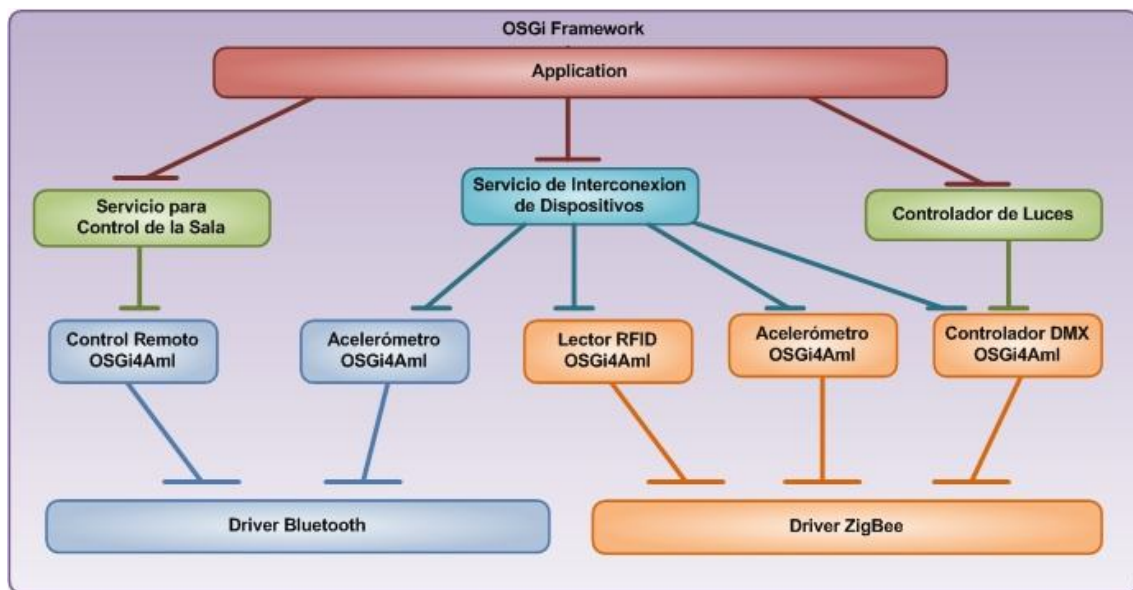 OSGi Framework
Application
Servicio para
Control de la Sala
Servicio de Interconexion
de Dispositivos
Controlador de Luces
Control Remoto
OSGi4AmI
Acelerómetro
OSGi4AmI
Lector RFID
OSGi4AmI
Acelerómetro
OSGi4AmI
Controlador DMX
OSGi4AmI
Driver Bluetooth
Driver ZigBee